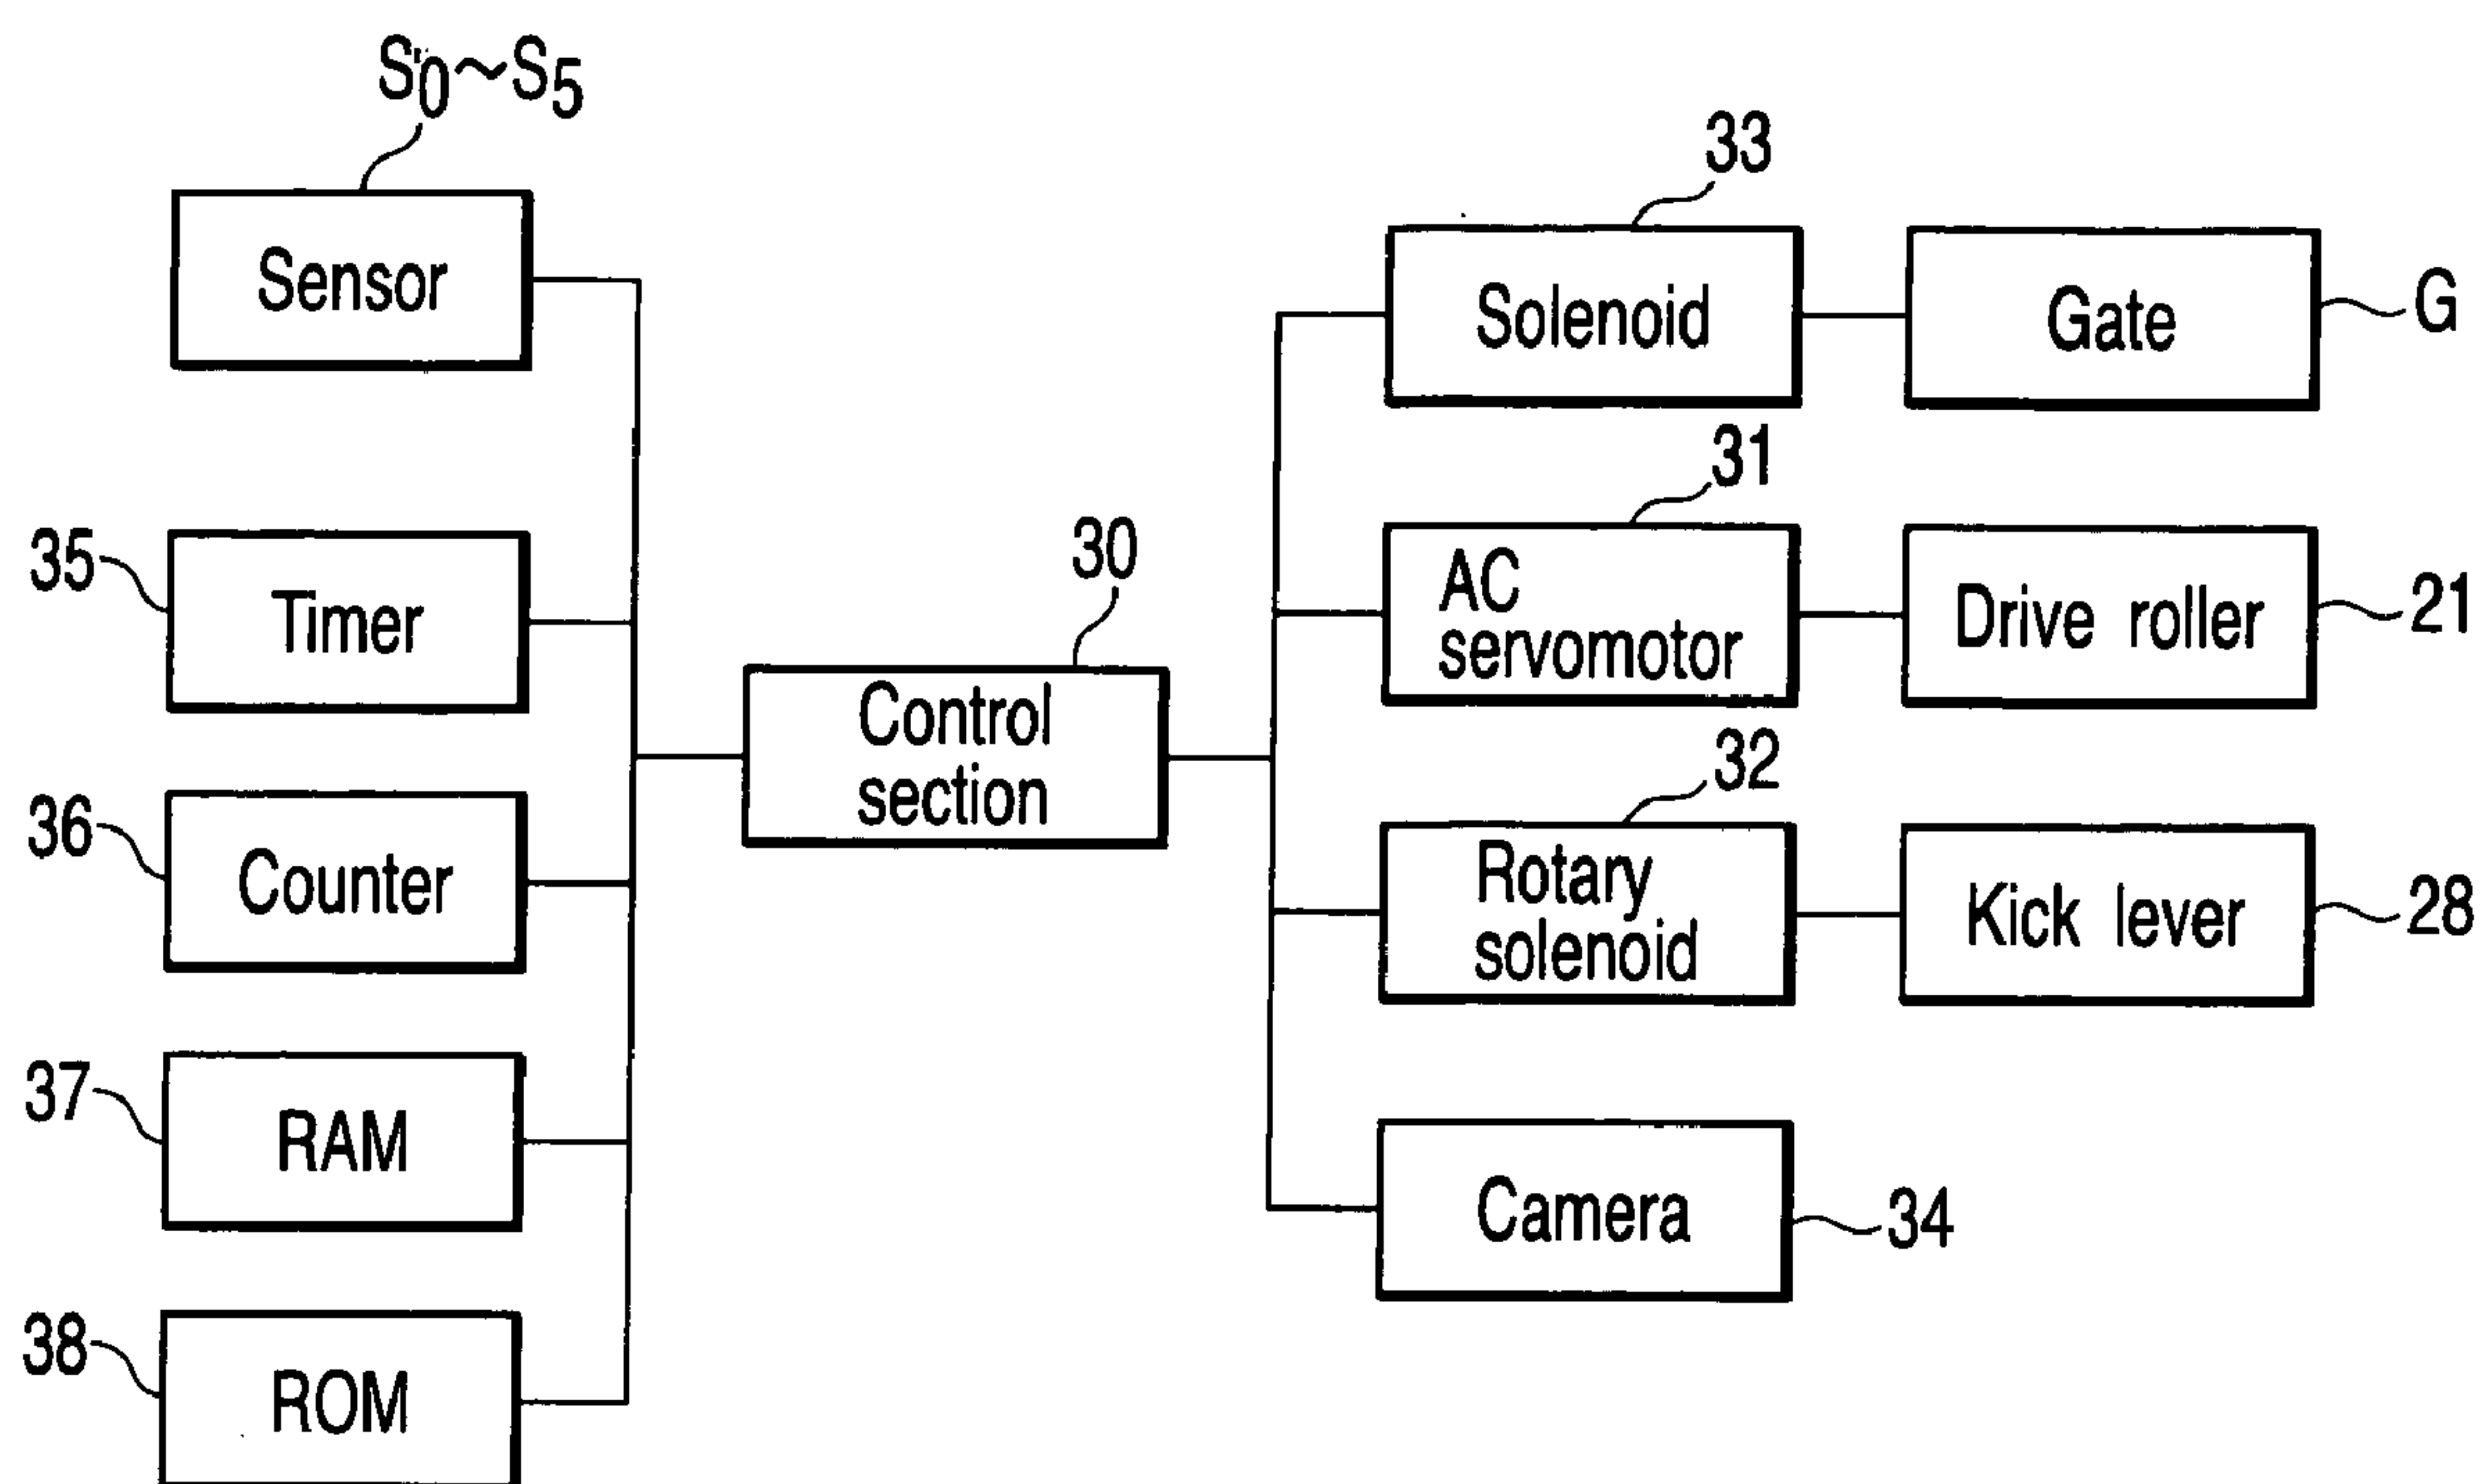 S0~S5
Sensor
35
Timer
36
Counter
37
RAM
38
ROM
30
Control
section
33
Solenoid
Gate
G
31
AC
servomotor
Drive roller
21
32
Rotary
solenoid
Kick lever
28
Camera
34